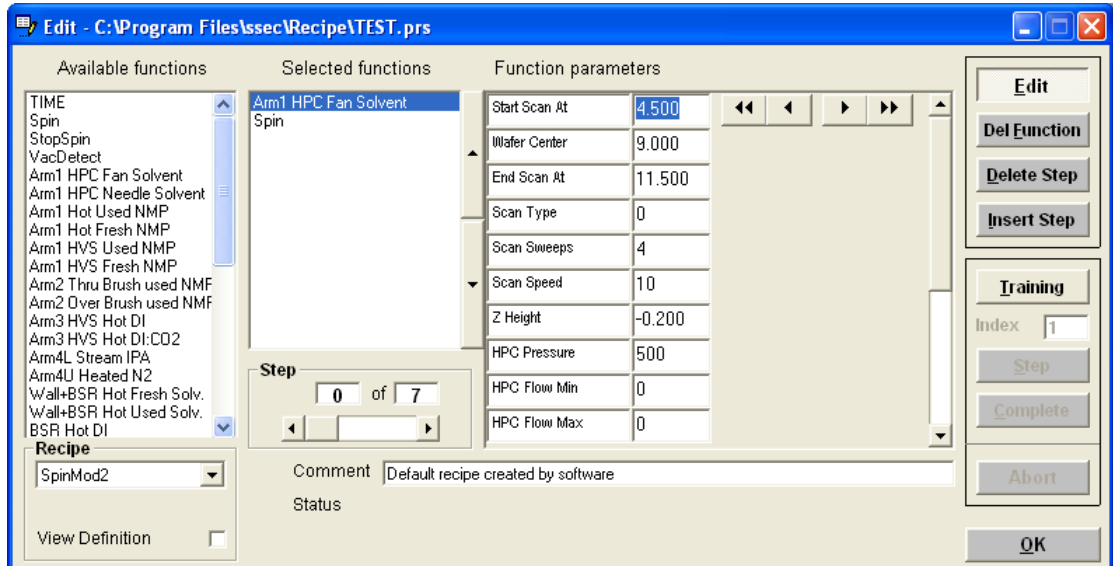 Edit - C:\Program Files\ssec\Recipe\TEST.prs
Available functions
TIME
Spin
StopSpin
VacDetect
Arm1 HPC Fan Solvent
Arm1 HPC Needle Solvent
Arm1 Hot Used NMP
Arm1 Hot Fresh NMP
Arm1 HVS Used NMP
Arm1 HVS Fresh NMP
Arm2 Thru Brush used NMF
Arm2 Over Brush used NMF
Arm3 HVS Hot DI
Arm3 HVS Hot DI:CO2
Arm4L Stream IPA
Arm4U Heated N2
Wall+BSR Hot Fresh Solv.
Wall+BSR Hot Used Solv.
BSR Hot DI
Recipe
SpinMod2
View Definition
Selected functions
Arm1 HPC Fan Solvent
Spin
Step
0 of 7
Function parameters
Start Scan At 4.500
Wafer Center 9.000
End Scan At 11.500
Scan Type 0
Scan Sweeps 4
Scan Speed 10
Z Height -0.200
HPC Pressure 500
HPC Flow Min 0
HPC Flow Max 0
Comment Default recipe created by software
Status
Edit
Del Function
Delete Step
Insert Step
Training
Index 1
Step
Complete
Abort
OK